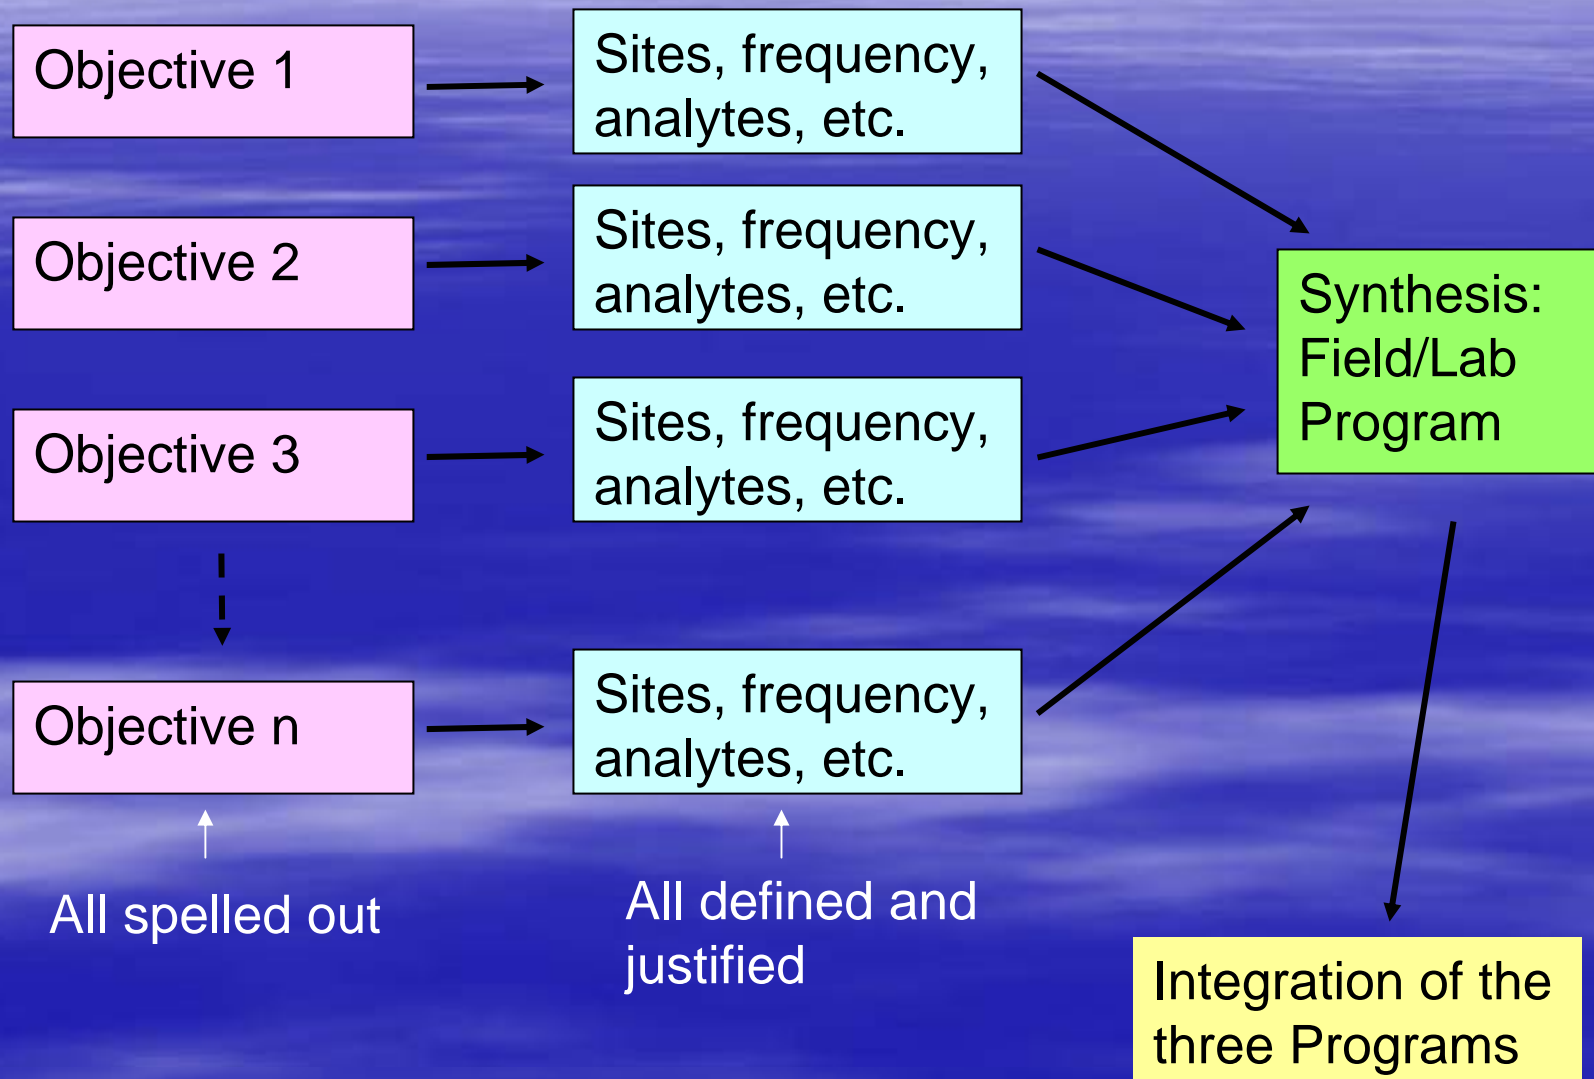 Objective 1
Sites, frequency,
analytes, etc.
Objective 2
Sites, frequency,
analytes, etc.
Objective 3
Sites, frequency,
analytes, etc.
Objective n
Sites, frequency,
analytes, etc.
Synthesis:
Field/Lab
Program
All spelled out
All defined and
justified
Integration of the
three Programs